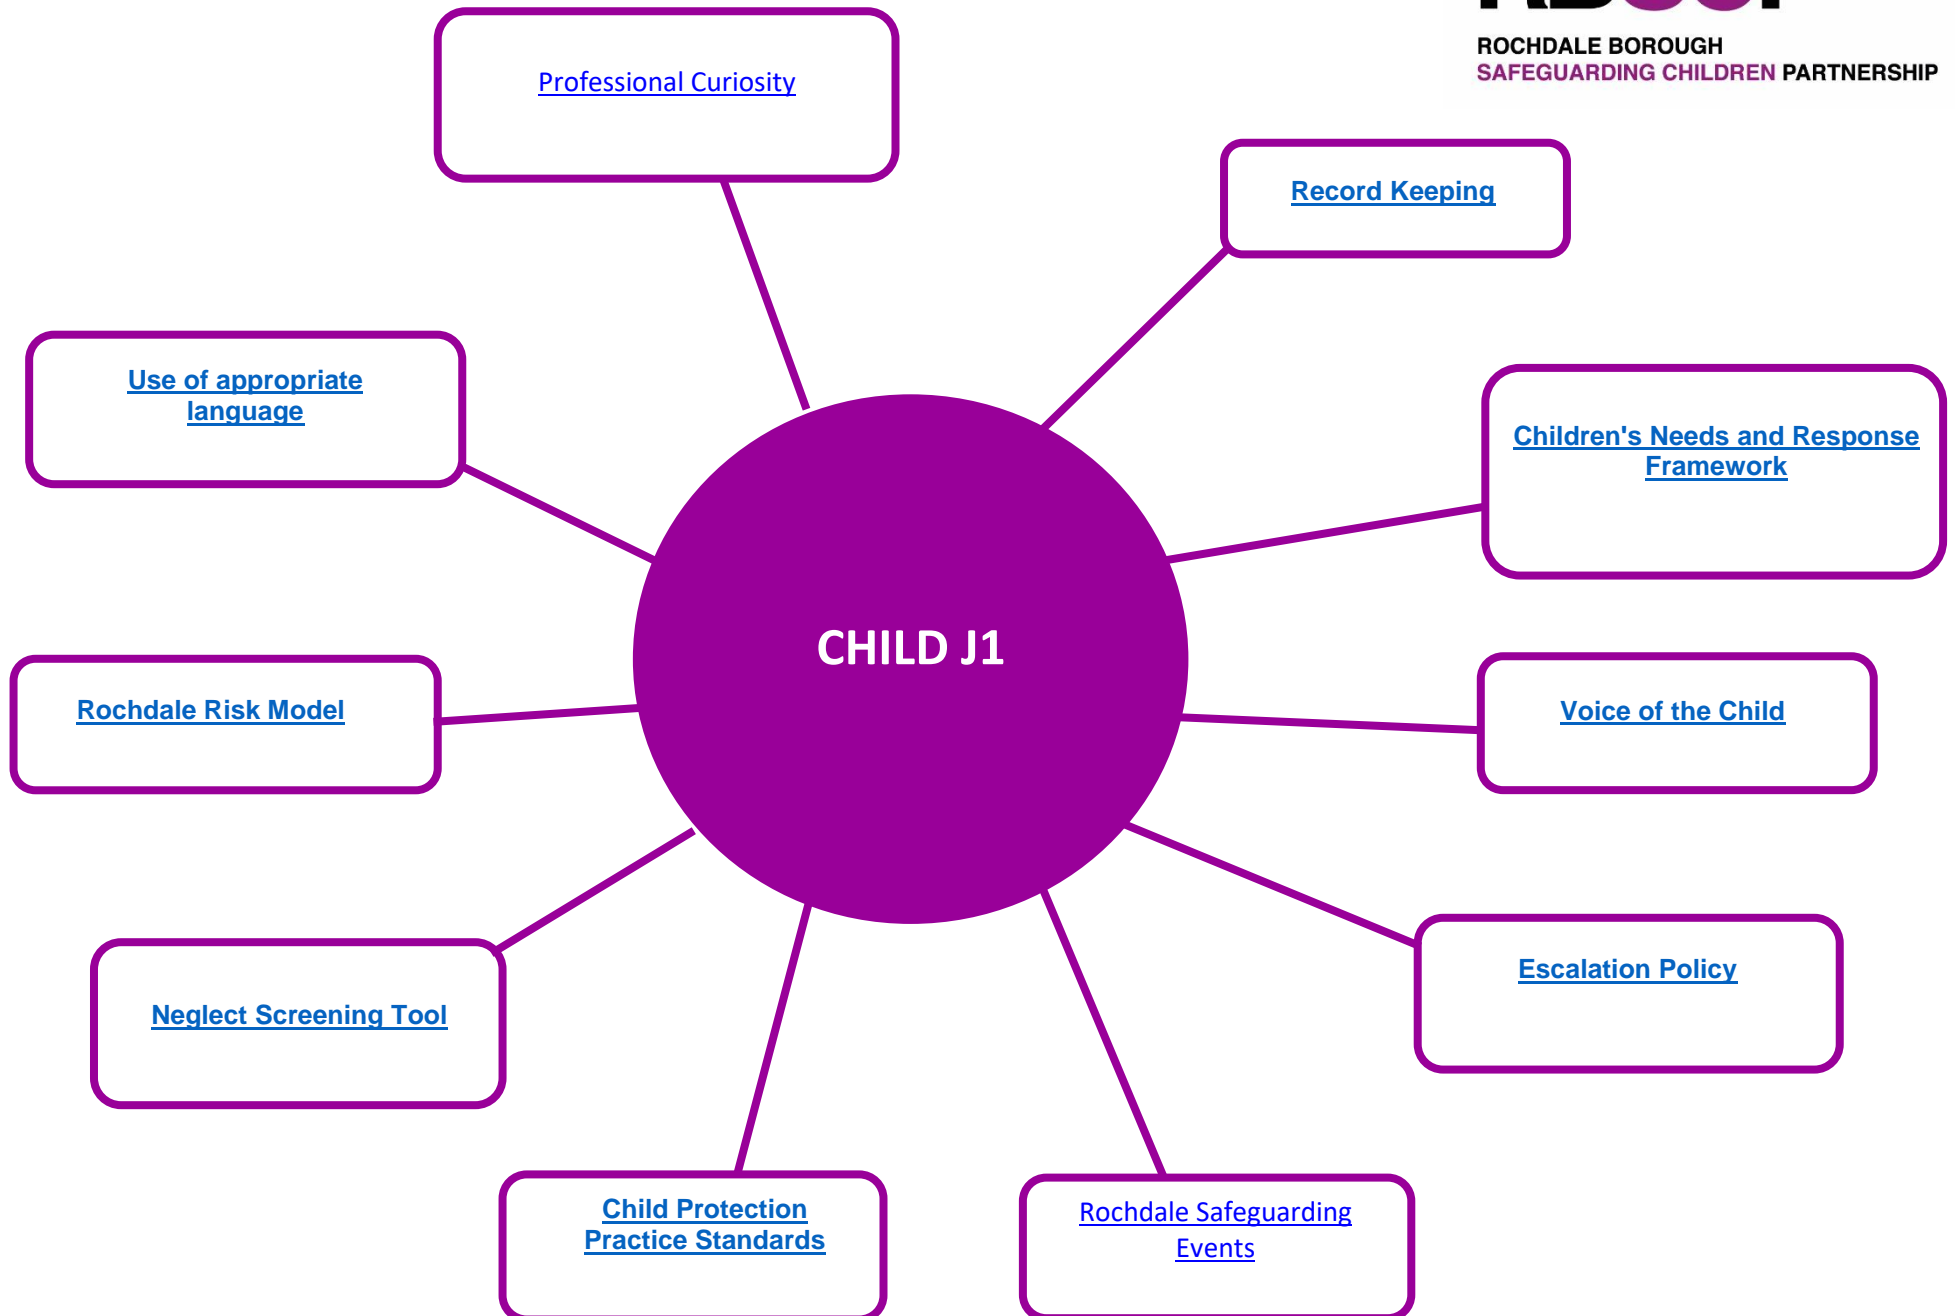 Professional Curiosity
ROCHDALE BOROUGH
SAFEGUARDING CHILDREN PARTNERSHIP
Record Keeping
Use of appropriate
language
Children's Needs and Response
Framework
CHILD J1
Rochdale Risk Model
Voice of the Child
Neglect Screening Tool
Escalation Policy
Child Protection
Practice Standards
Rochdale Safeguarding
Events